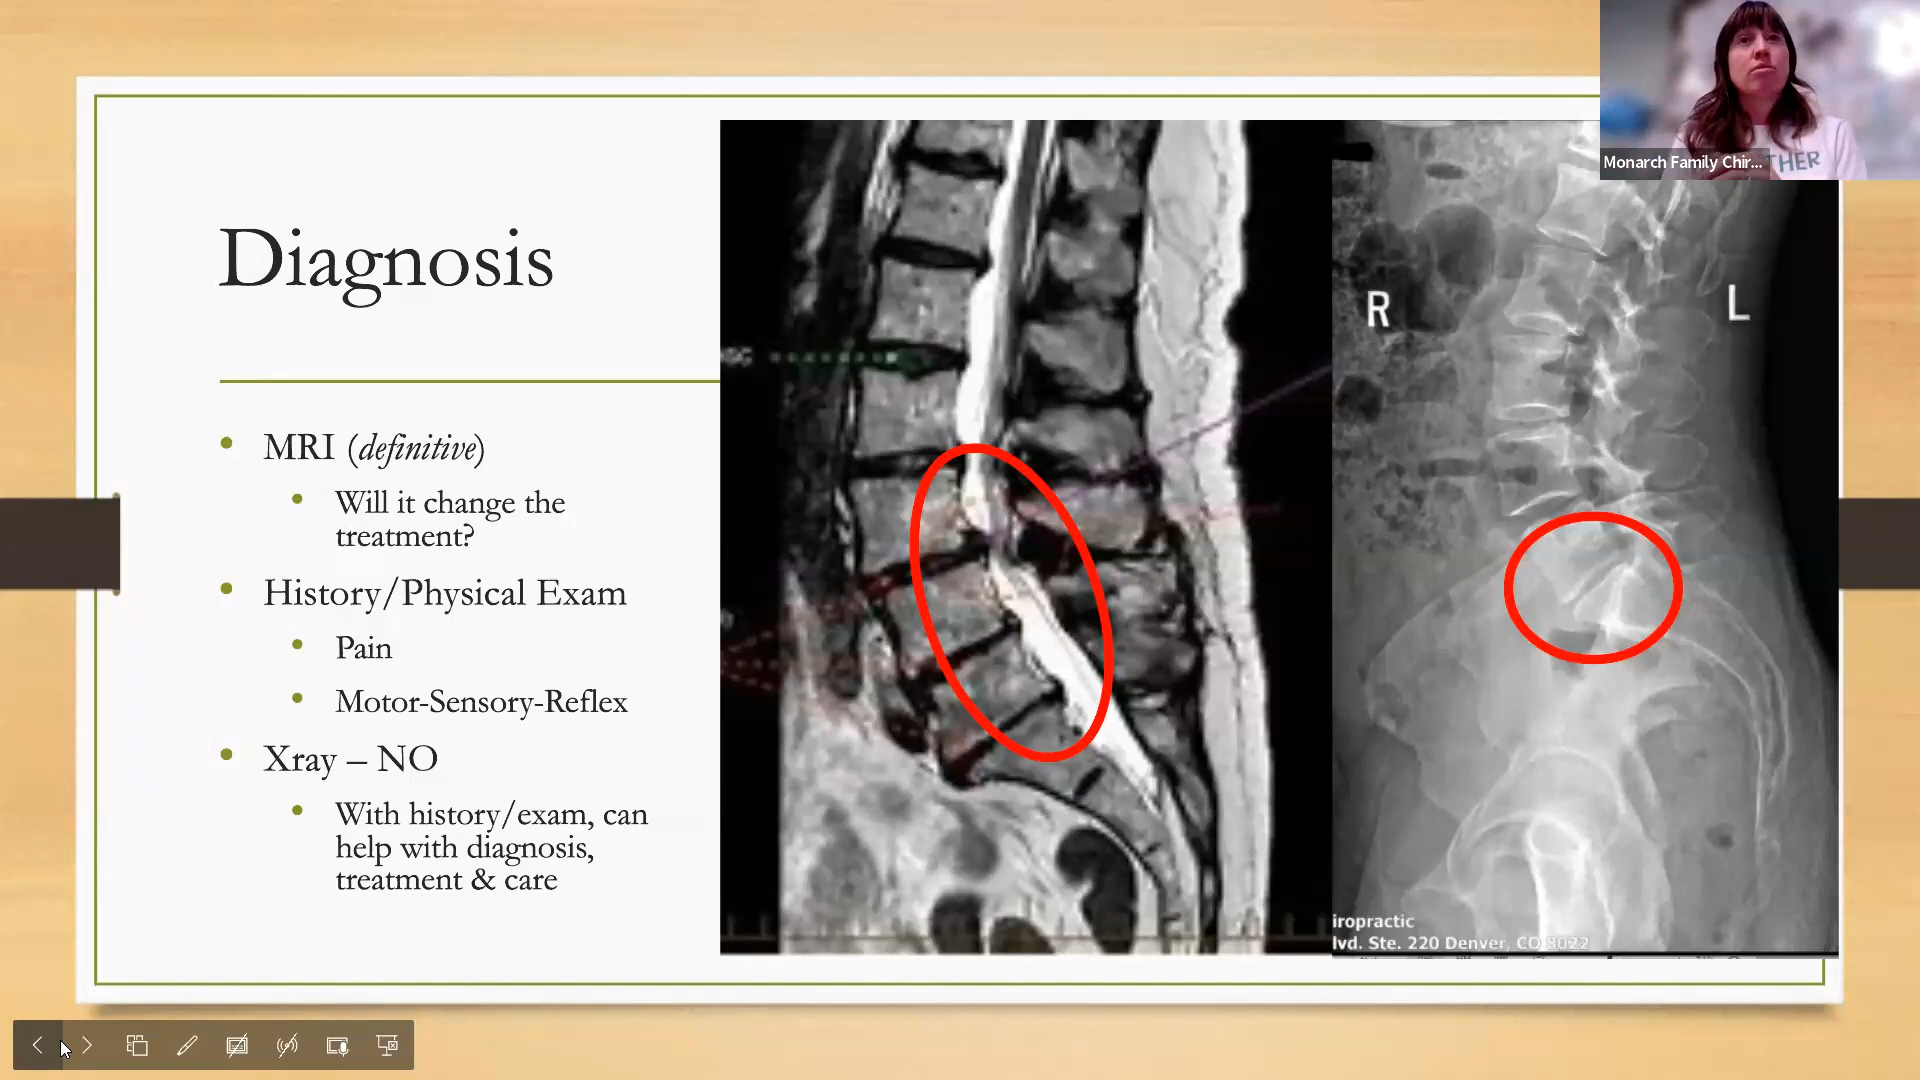 Monarch Family Chir...
THER
Diagnosis
R
L
MRI (definitive)
Will it change the
treatment?
History/Physical Exam
Pain
Motor-Sensory-Reflex
Xray – NO
With history/exam, can
help with diagnosis,
treatment & care
iropractic
lvd. Ste. 220 Denver, CO 8022